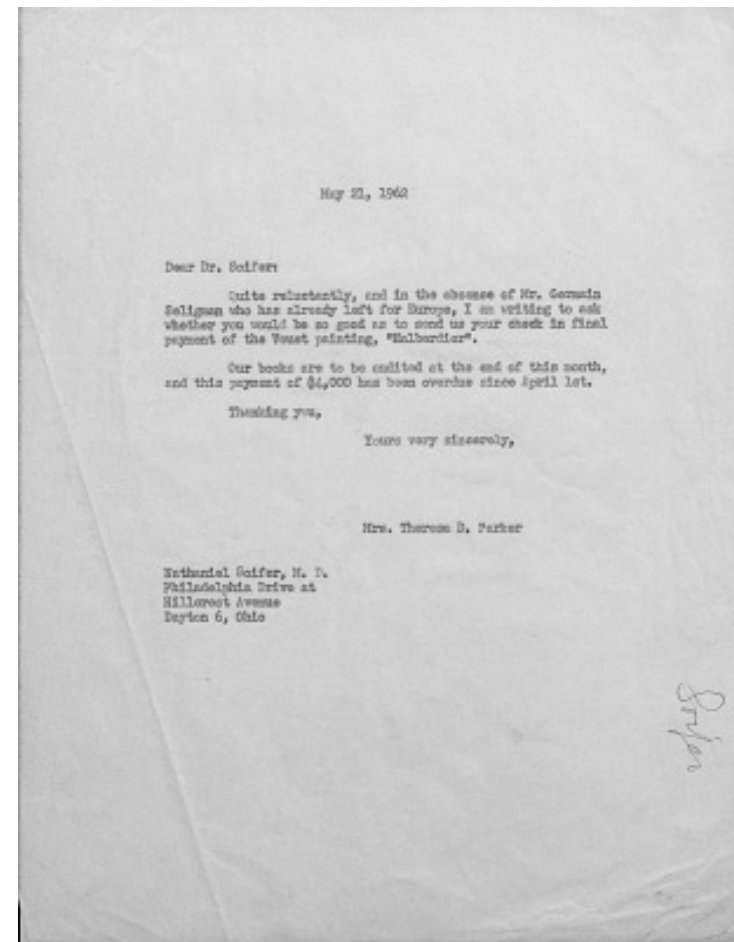 May 21, 1962
Dear Dr. Soifer:
Quite reluctantly, and in the absence of Mr. Germain
Seligman who has already left for Europe, I am writing to ask
whether you would be so good as to send us your check in final
payment of the Voust painting, "Halberdier".
Our books are to be audited at the end of this month,
and this payment of $4,000 has been overdue since April 1st.
Thanking you,
Yours very sincerely,
Mrs. Theresa D. Parker
Nathaniel Soifer, M. D.
Philadelphia Drive at
Hillcrest Avenue
Dayton 6, Ohio
Soifer